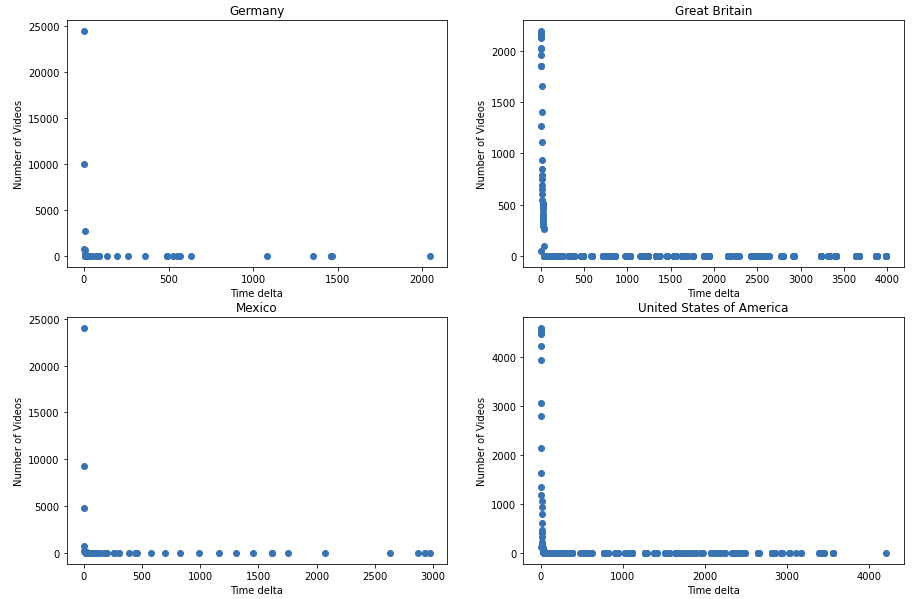 Germany
25000
20000
15000
10000
5000
0
Number of Videos
0 500 1000 1500 2000
Time delta
Great Britain
2000
1500
1000
500
0
Number of Videos
0 500 1000 1500 2000 2500 3000 3500 4000
Time delta
Mexico
25000
20000
15000
10000
5000
0
Number of Videos
0 500 1000 1500 2000 2500 3000
Time delta
United States of America
4000
3000
2000
1000
0
Number of Videos
0 1000 2000 3000 4000
Time delta